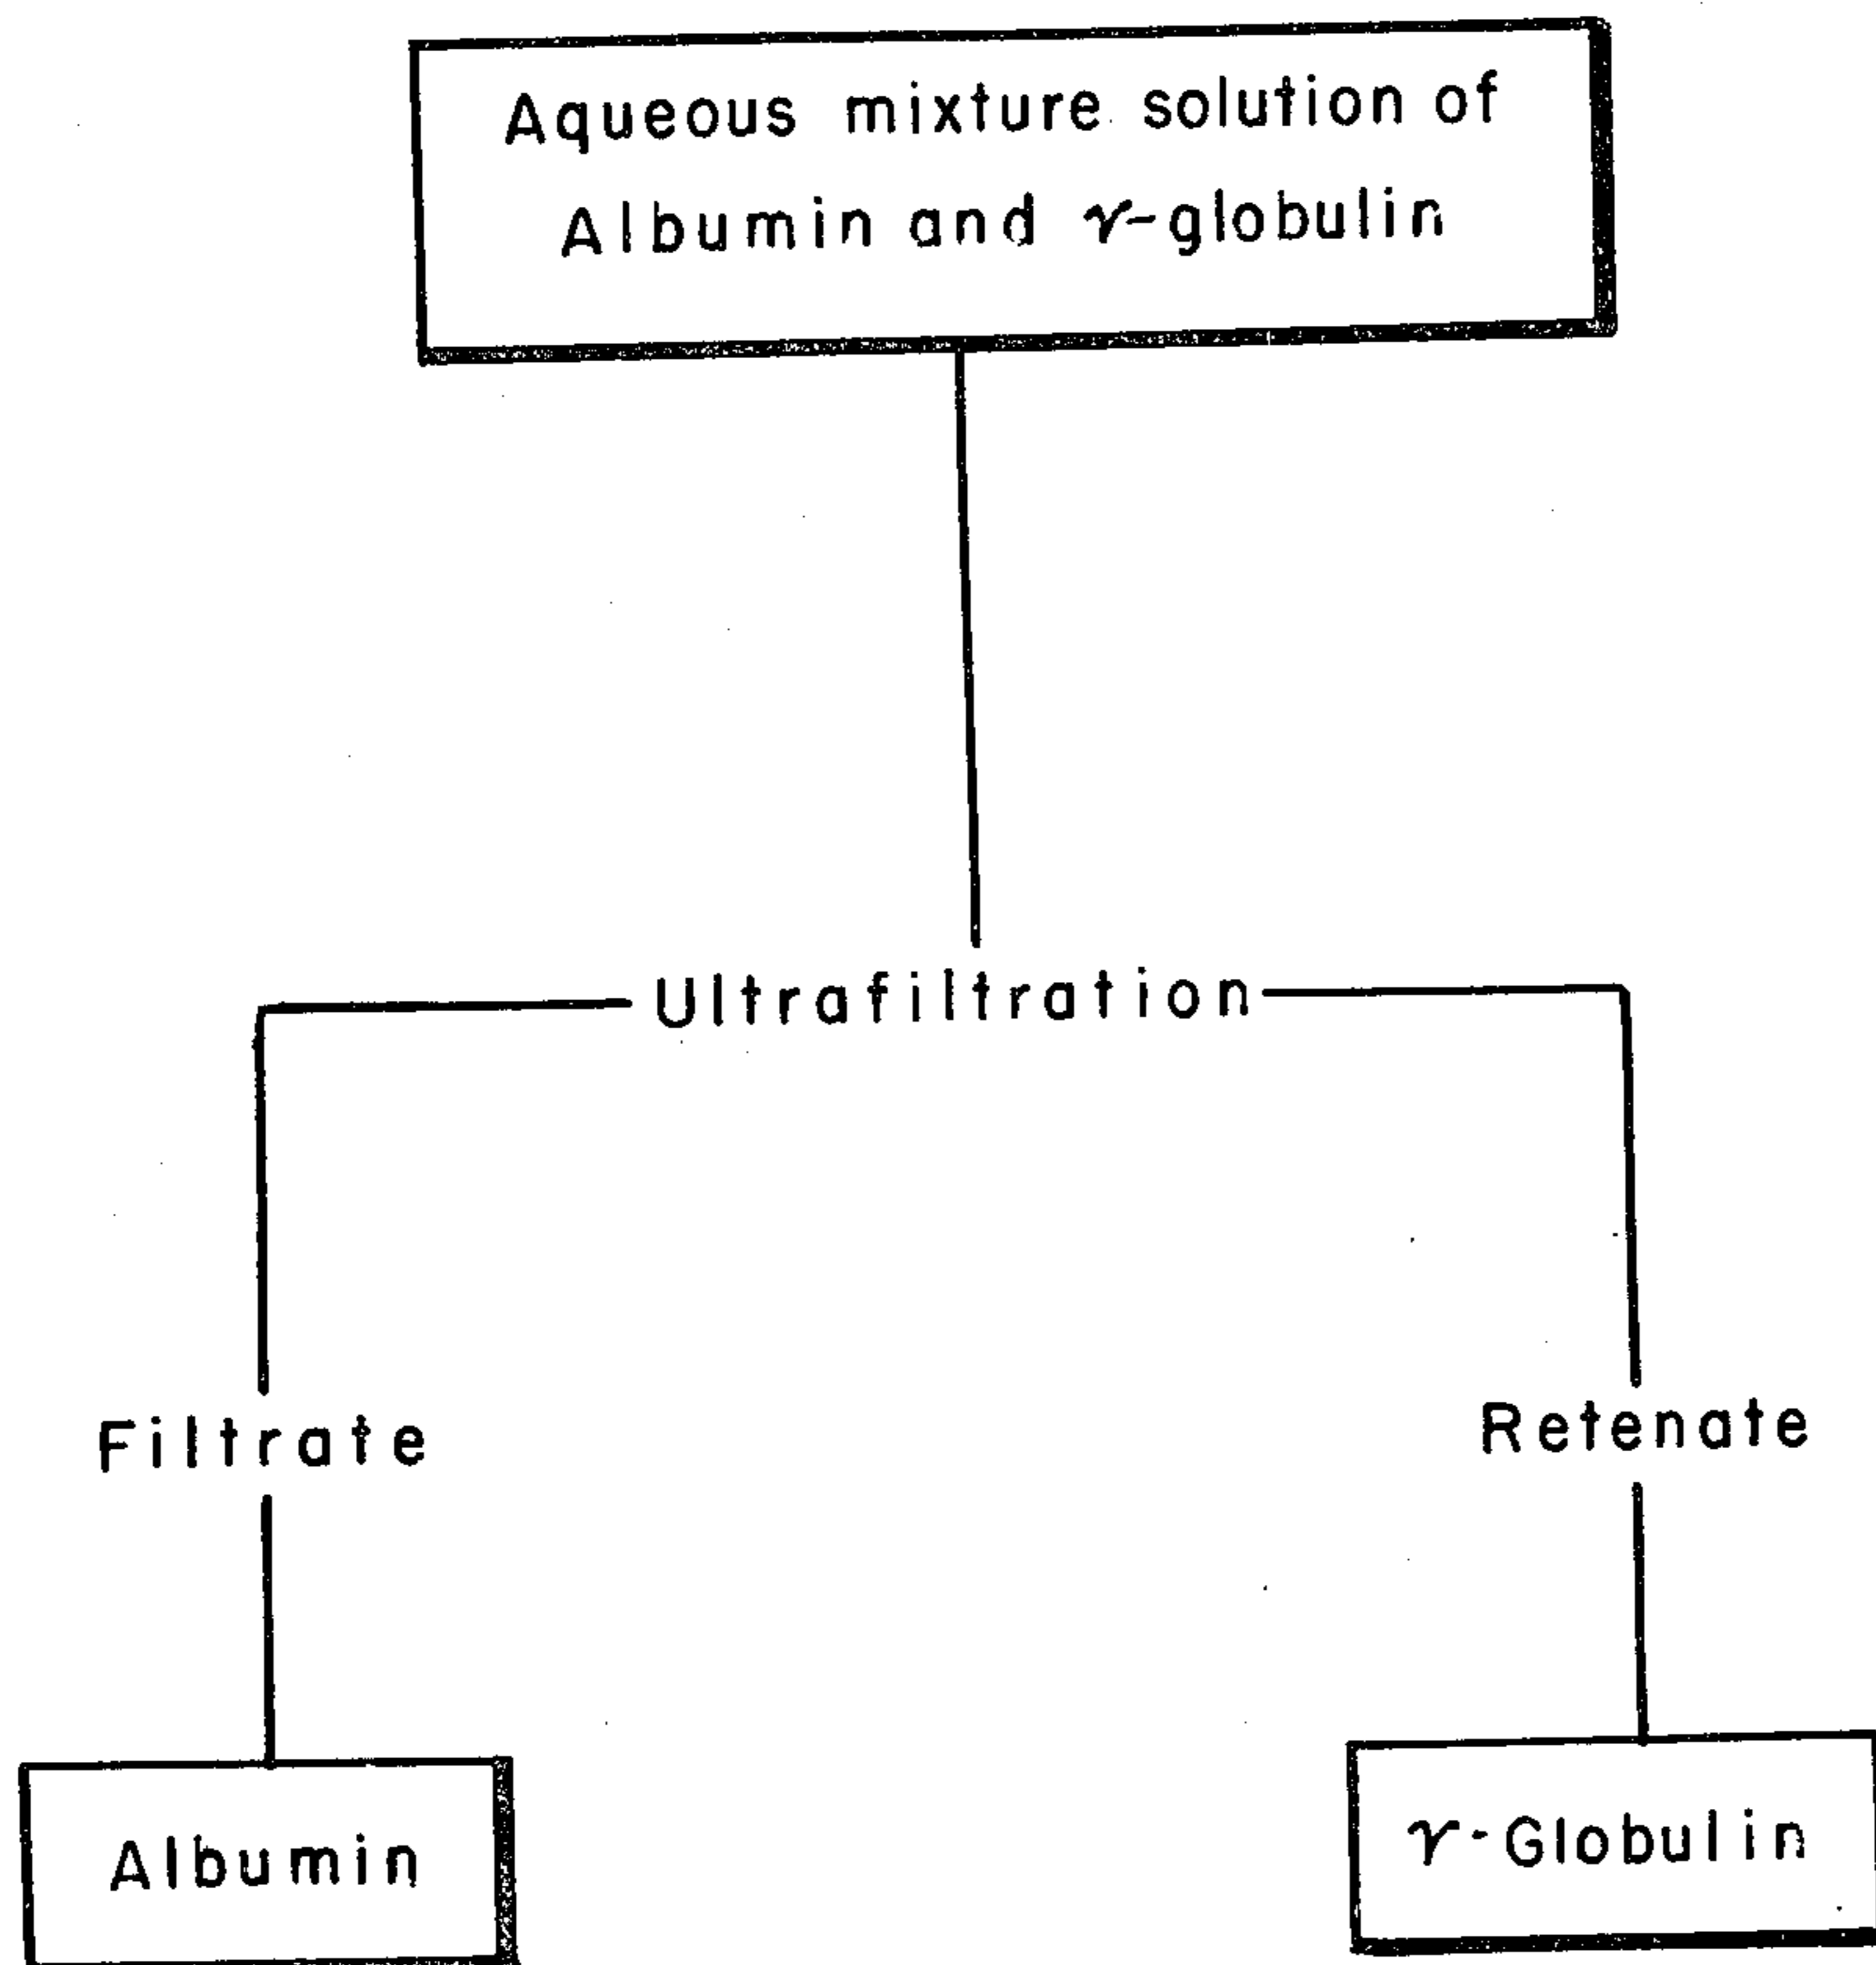 Aqueous mixture solution of
Albumin and γ-globulin
Ultrafiltration
Filtrate
Retenate
Albumin
γ-Globulin